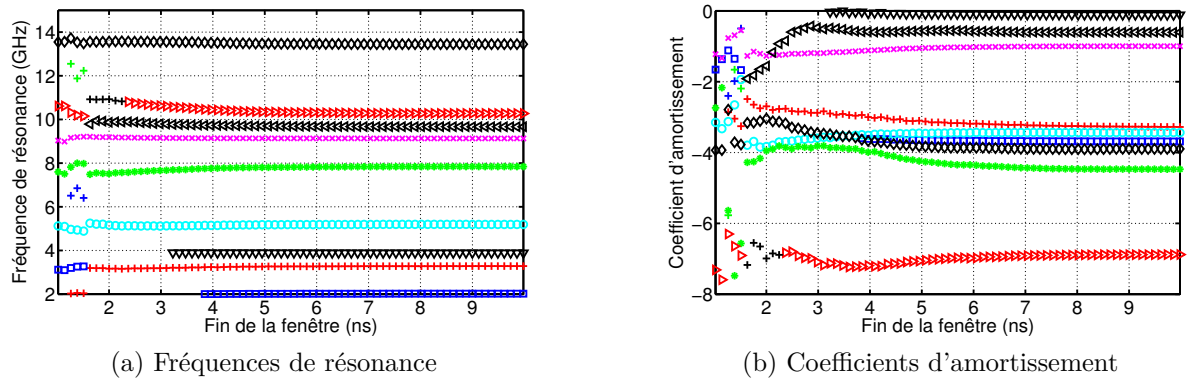 Fréquence de résonance (GHz)
14
12
10
8
6
4
2
2 3 4 5 6 7 8 9
Fin de la fenêtre (ns)
(a) Fréquences de résonance
Coefficient d'amortissement
0
−2
−4
−6
−8
2 3 4 5 6 7 8 9
Fin de la fenêtre (ns)
(b) Coefficients d'amortissement